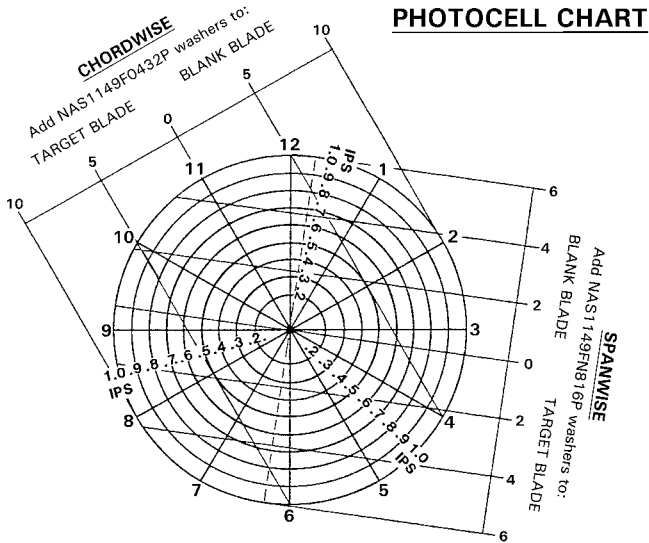 PHOTOCELL CHART
CHORDWISE
Add NAS1149F0432P washers to:
TARGET BLADE BLANK BLADE
10 5 0 5 10
12
1
2
3
4
5
6
7
8
9
10
11
IPS
1.0 .9 .8 .7 .6 .5 .4 .3 .2
.2 .3 .4 .5 .6 .7 .8 .9 1.0
IPS
1.0 .9 .8 .7 .6 .5 .4 .3 .2
IPS
6
4
2
0
2
4
6
SPANWISE
Add NAS1149FN816P washers to:
BLANK BLADE TARGET BLADE